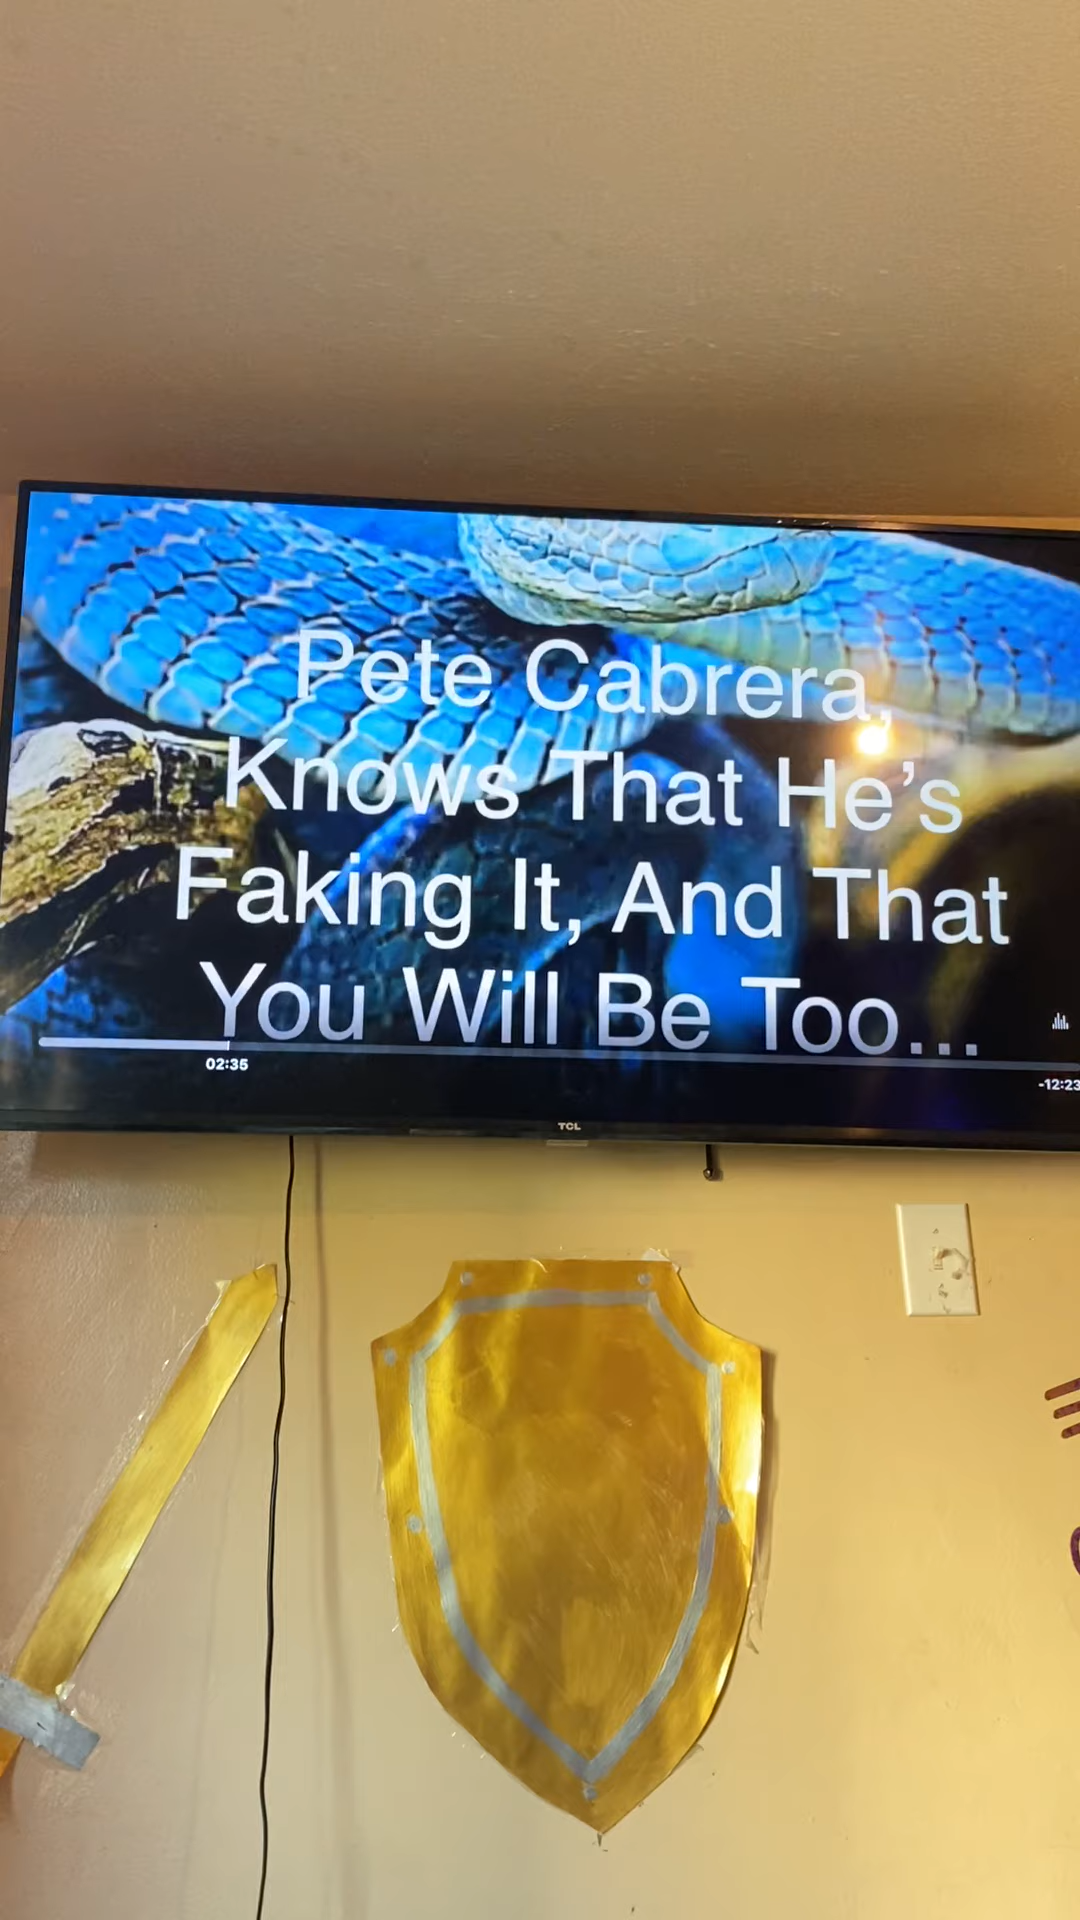 Pete Cabrera,
Knows That He’s
Faking It, And That
You Will Be Too...
02:35
-12:23
TCL